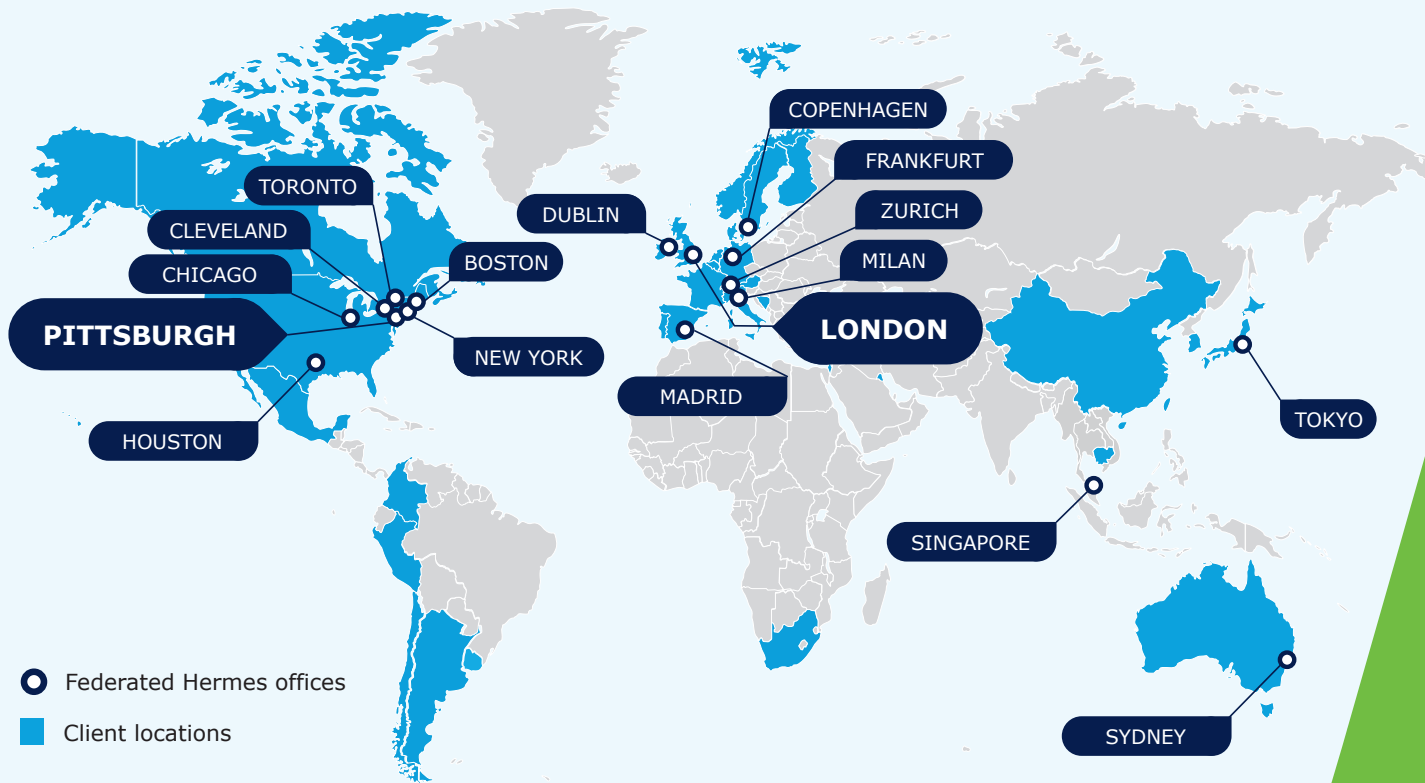 COPENHAGEN
FRANKFURT
TORONTO
ZURICH
DUBLIN
CLEVELAND
MILAN
BOSTON
CHICAGO
PITTSBURGH
LONDON
NEW YORK
MADRID
TOKYO
HOUSTON
SINGAPORE
Federated Hermes offices
Client locations
SYDNEY